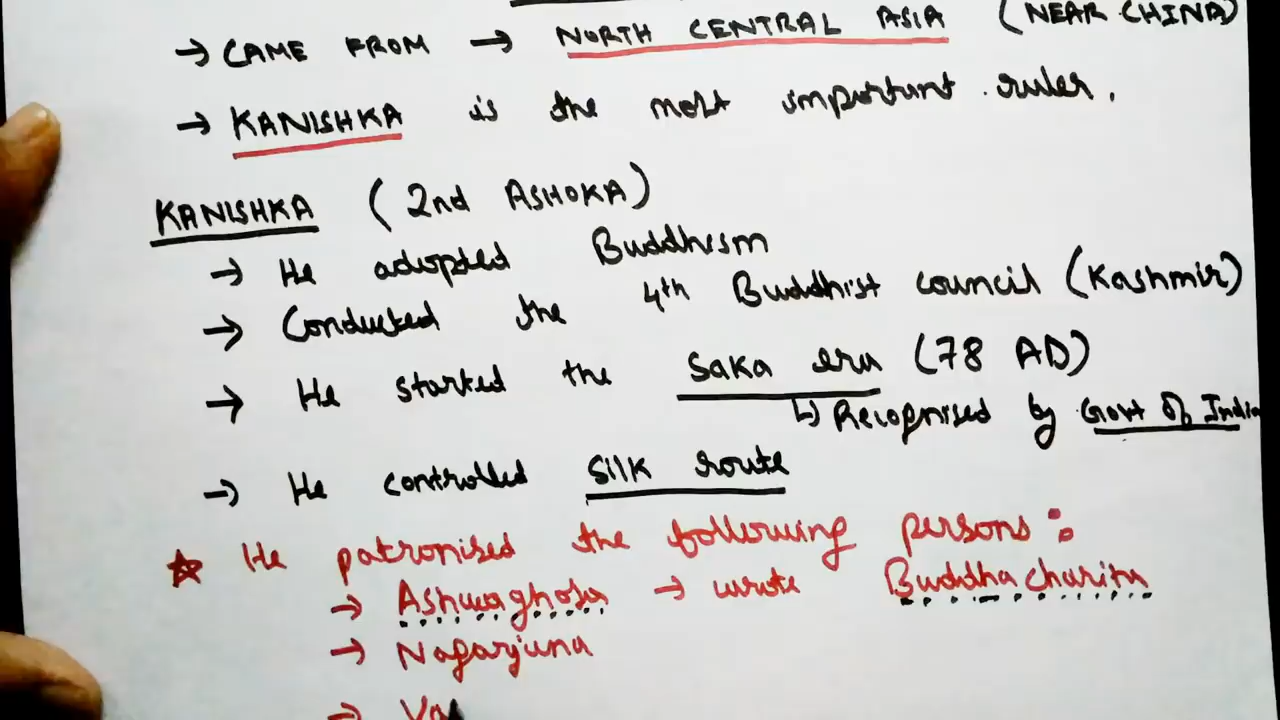 → CAME FROM → NORTH CENTRAL ASIA (NEAR CHINA)
→ KANISHKA is the most important ruler.
KANISHKA (2nd ASHOKA)
→ He adopted Buddhism
→ Conducted the 4th Buddhist council (Kashmir)
→ He started the Saka era (78 AD)
↳ Recognised by Govt Of India
→ He controlled Silk route
☆ He patronised the following persons:
→ Ashwaghosa → wrote Buddhacharita
→ Nagarjuna
→ Va